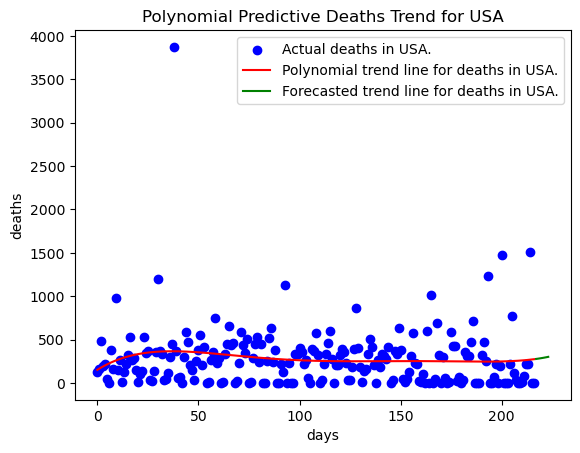 Polynomial Predictive Deaths Trend for USA
Actual deaths in USA.
Polynomial trend line for deaths in USA.
Forecasted trend line for deaths in USA.
4000
3500
3000
2500
2000
1500
1000
500
0
deaths
0 50 100 150 200
days